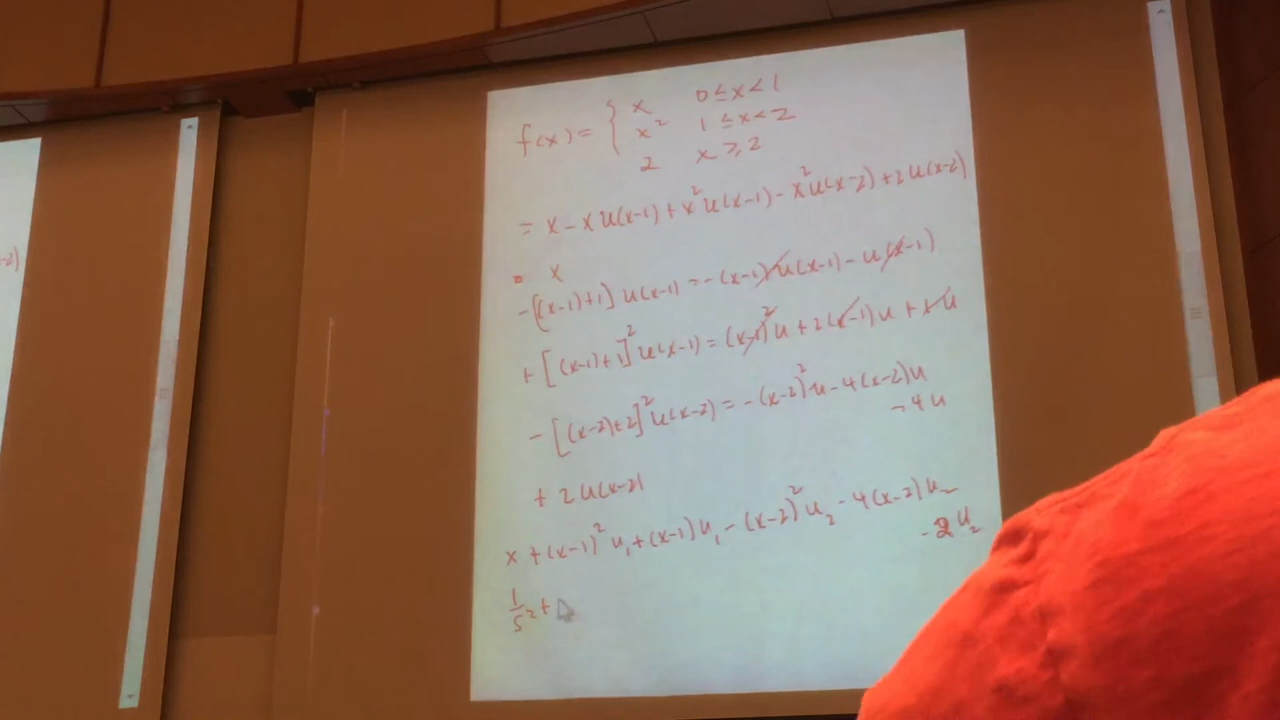 f(x) = { x 0 ≤ x < 1
x² 1 ≤ x < 2
2 x ≥ 2
= x - x u(x-1) + x² u(x-1) - x² u(x-2) + 2 u(x-2)
x
-[(x-1)+1] u(x-1) = -(x-1) u(x-1) - u(x-1)
+ [(x-1)+1]² u(x-1) = (x-1)² u + 2(x-1) u + 1·u
- [(x-2)+2]² u(x-2) = -(x-2)² u - 4(x-2) u
- 4 u
+ 2 u(x-2)
x + (x-1)² u₁ + (x-1) u₁ - (x-2)² u₂ - 4(x-2) u₂
- 2 u₂
1/s² +
-2)